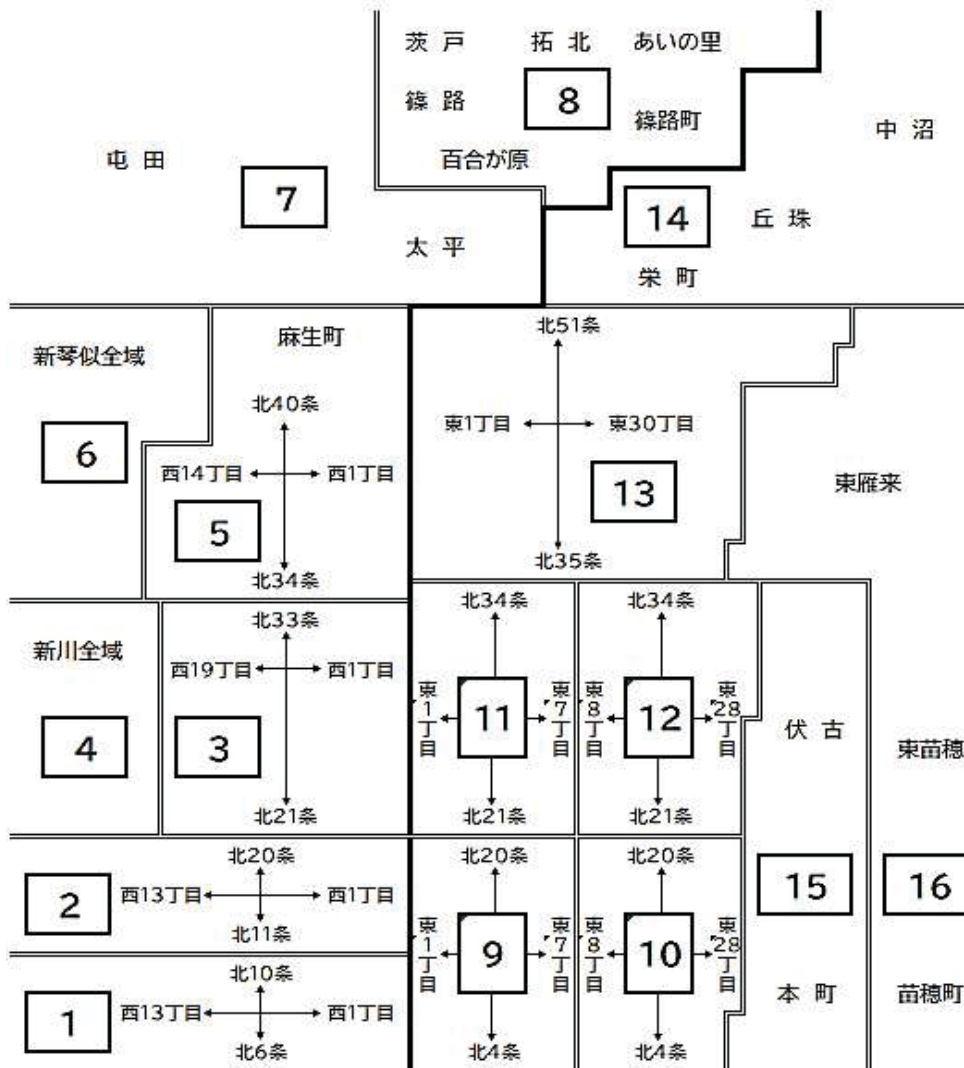 茨戸 拓北 あいの里
篠路 8 篠路町 中沼
屯田 百合が原
7 14 丘珠
太平 栄町
麻生町 北51条
新琴似全域
北40条
東1丁目 東30丁目
6 西14丁目 西1丁目 13 東雁来
5
北34条 北35条
北33条 北34条 北34条
新川全域
西19丁目 西1丁目
東1丁目 11 東7丁目 東8丁目 12 東28丁目 伏古
4 3 東苗穂
北21条 北21条 北21条
北20条 北20条 北20条
2 西13丁目 西1丁目 15 16
北11条
東1丁目 9 東7丁目 東8丁目 10 東28丁目
北10条 本町 苗穂町
1 西13丁目 西1丁目
北6条 北4条 北4条